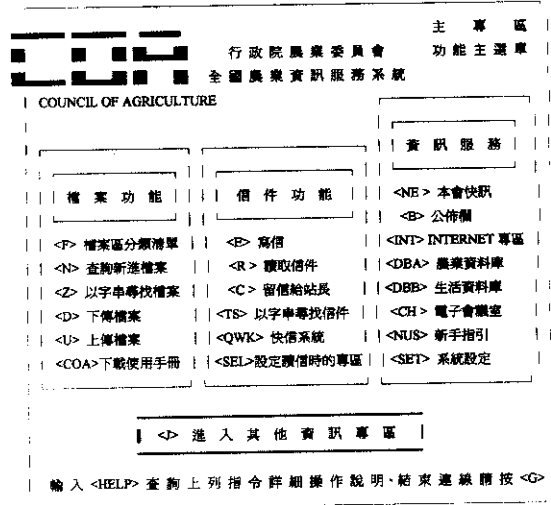 主 專 區
行政院農業委員會 功能主選庫
全國農業資訊服務系統
COUNCIL OF AGRICULTURE
資訊服務
檔案功能 信件功能
<NE> 本會快訊
<B> 公佈欄
<F> 檔案區分類清單 <E> 寫信 <INT> INTERNET 專區
<N> 查詢新進檔案 <R> 讀取信件 <DBA> 農業資料庫
<Z> 以字串尋找檔案 <C> 留信給站長 <DBB> 生活資料庫
<D> 下傳檔案 <TS> 以字串尋找信件 <CH> 電子會議室
<U> 上傳檔案 <QWK> 快信系統 <NUS> 新手指引
<COA>下載使用手冊 <SEL>設定讀信時的專區 <SET> 系統設定
<J> 進入其他資訊專區
輸入 <HELP> 查詢上列指令詳細操作說明、結束連線請按 <G>